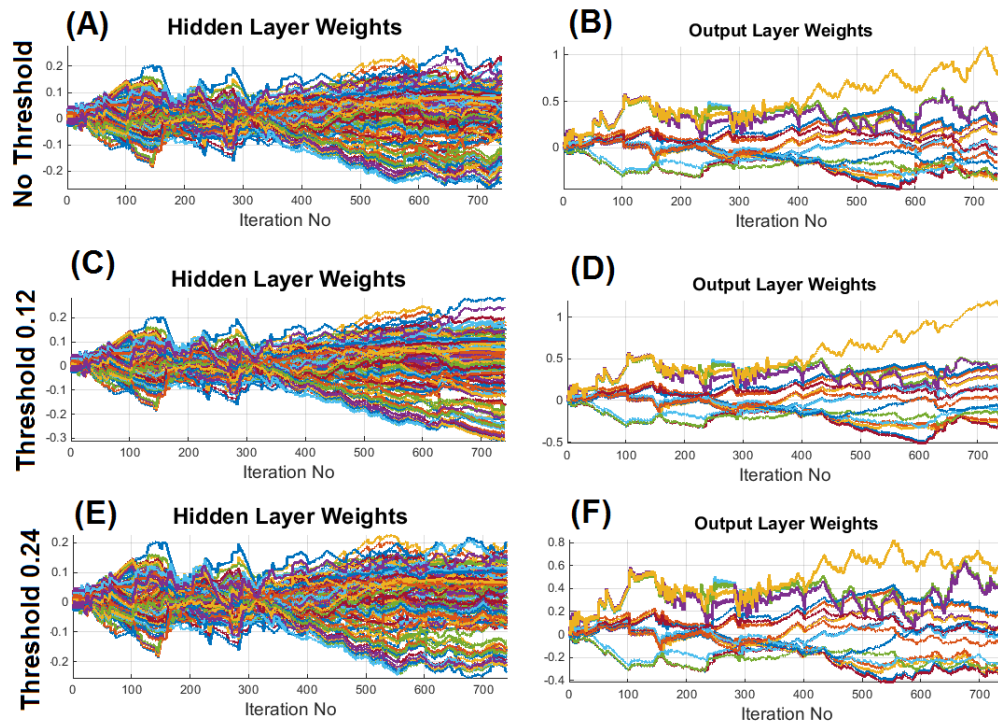 (A)
Hidden Layer Weights
(B)
Output Layer Weights
No Threshold
0.2
0.1
0
-0.1
-0.2
0 100 200 300 400 500 600 700
Iteration No
1
0.5
0
0 100 200 300 400 500 600 700
Iteration No
(C)
Hidden Layer Weights
(D)
Output Layer Weights
Threshold 0.12
0.2
0.1
0
-0.1
-0.2
-0.3
0 100 200 300 400 500 600 700
Iteration No
1
0.5
0
-0.5
0 100 200 300 400 500 600 700
Iteration No
(E)
Hidden Layer Weights
(F)
Output Layer Weights
Threshold 0.24
0.2
0.1
0
-0.1
-0.2
0 100 200 300 400 500 600 700
Iteration No
0.8
0.6
0.4
0.2
0
-0.2
-0.4
0 100 200 300 400 500 600 700
Iteration No